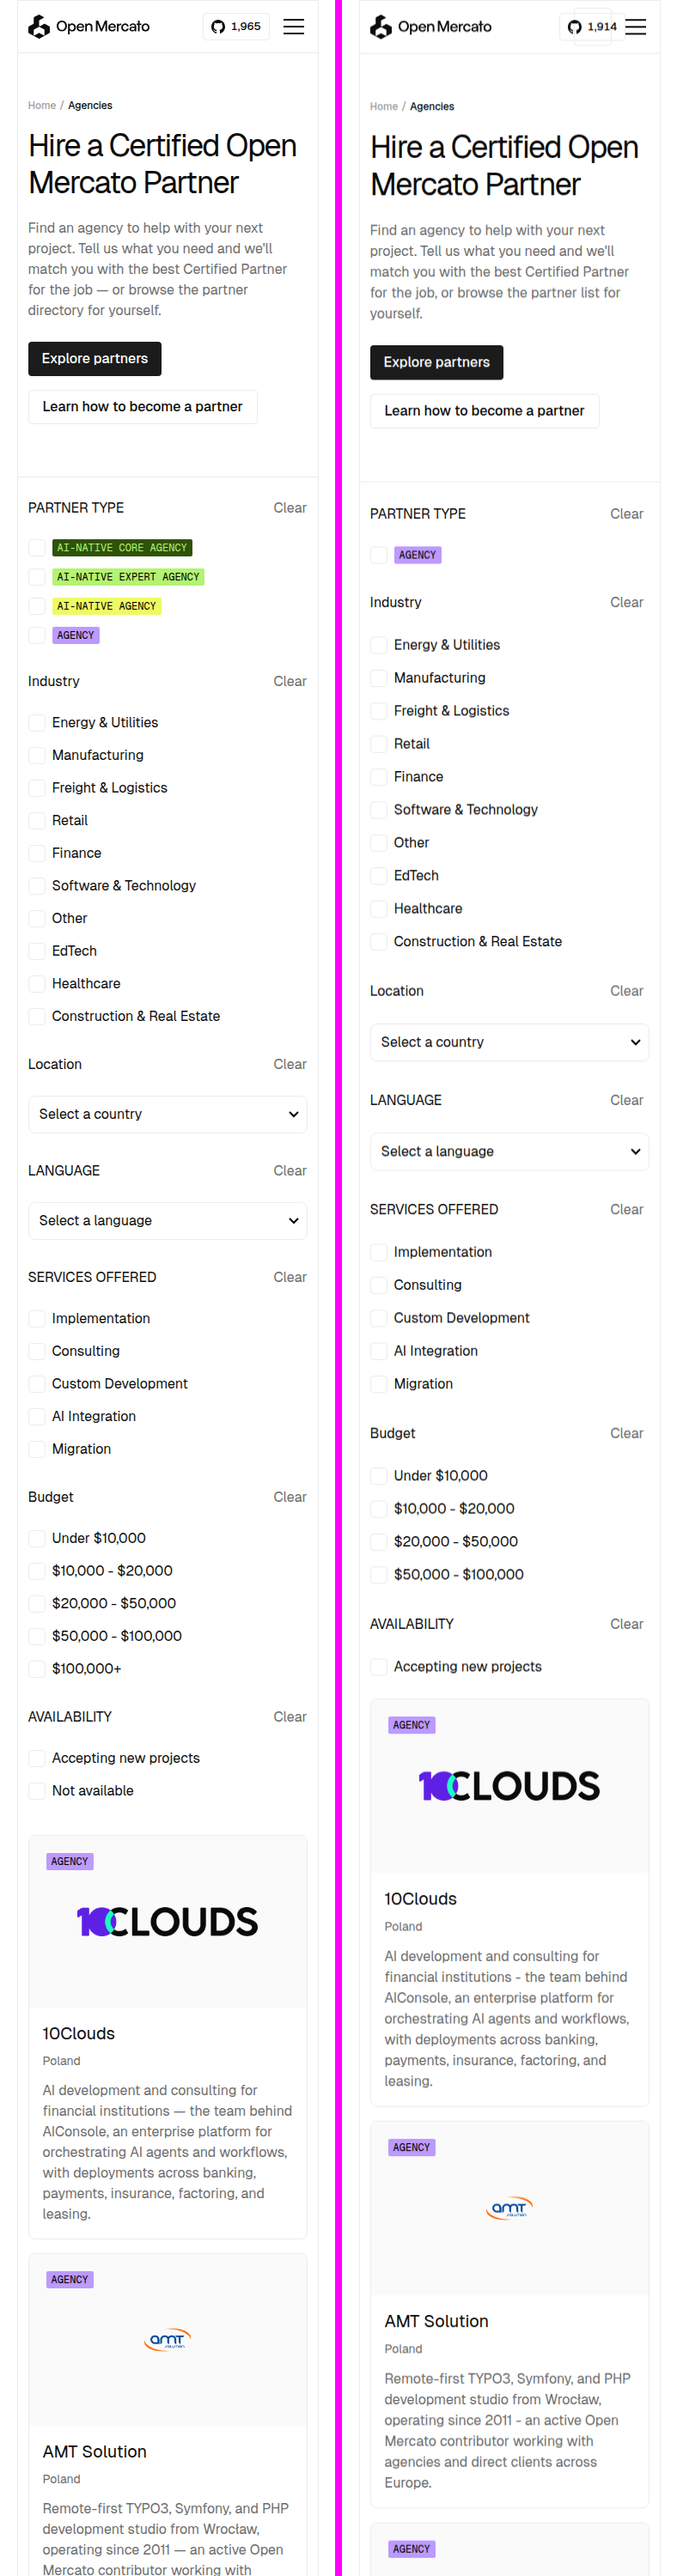 Open Mercato
1,965
Home / Agencies
Hire a Certified Open
Mercato Partner
Find an agency to help with your next
project. Tell us what you need and we'll
match you with the best Certified Partner
for the job — or browse the partner
directory for yourself.
Explore partners
Learn how to become a partner
PARTNER TYPE Clear
AI-NATIVE CORE AGENCY
AI-NATIVE EXPERT AGENCY
AI-NATIVE AGENCY
AGENCY
Industry Clear
Energy & Utilities
Manufacturing
Freight & Logistics
Retail
Finance
Software & Technology
Other
EdTech
Healthcare
Construction & Real Estate
Location Clear
Select a country
LANGUAGE Clear
Select a language
SERVICES OFFERED Clear
Implementation
Consulting
Custom Development
AI Integration
Migration
Budget Clear
Under $10,000
$10,000 - $20,000
$20,000 - $50,000
$50,000 - $100,000
$100,000+
AVAILABILITY Clear
Accepting new projects
Not available
AGENCY
10CLOUDS
10Clouds
Poland
AI development and consulting for
financial institutions — the team behind
AIConsole, an enterprise platform for
orchestrating AI agents and workflows,
with deployments across banking,
payments, insurance, factoring, and
leasing.
AGENCY
amt
solution
AMT Solution
Poland
Remote-first TYPO3, Symfony, and PHP
development studio from Wrocław,
operating since 2011 — an active Open
Mercato contributor working with
Open Mercato
1,914
Home / Agencies
Hire a Certified Open
Mercato Partner
Find an agency to help with your next
project. Tell us what you need and we'll
match you with the best Certified Partner
for the job, or browse the partner list for
yourself.
Explore partners
Learn how to become a partner
PARTNER TYPE Clear
AGENCY
Industry Clear
Energy & Utilities
Manufacturing
Freight & Logistics
Retail
Finance
Software & Technology
Other
EdTech
Healthcare
Construction & Real Estate
Location Clear
Select a country
LANGUAGE Clear
Select a language
SERVICES OFFERED Clear
Implementation
Consulting
Custom Development
AI Integration
Migration
Budget Clear
Under $10,000
$10,000 - $20,000
$20,000 - $50,000
$50,000 - $100,000
AVAILABILITY Clear
Accepting new projects
AGENCY
10CLOUDS
10Clouds
Poland
AI development and consulting for
financial institutions - the team behind
AIConsole, an enterprise platform for
orchestrating AI agents and workflows,
with deployments across banking,
payments, insurance, factoring, and
leasing.
AGENCY
amt
solution
AMT Solution
Poland
Remote-first TYPO3, Symfony, and PHP
development studio from Wrocław,
operating since 2011 - an active Open
Mercato contributor working with
agencies and direct clients across
Europe.
AGENCY